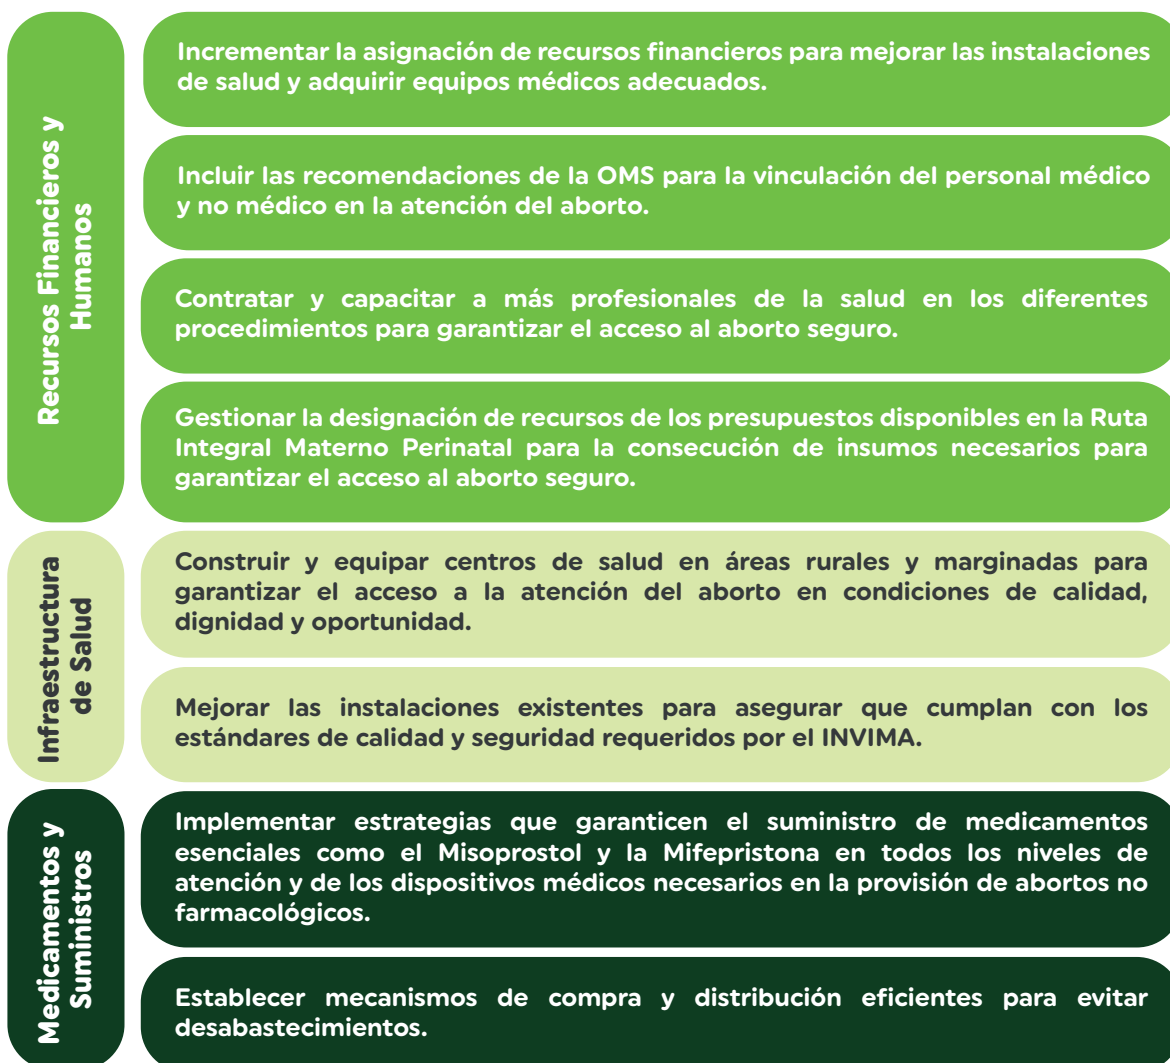 Recursos Financieros y
Humanos
Incrementar la asignación de recursos financieros para mejorar las instalaciones
de salud y adquirir equipos médicos adecuados.
Incluir las recomendaciones de la OMS para la vinculación del personal médico
y no médico en la atención del aborto.
Contratar y capacitar a más profesionales de la salud en los diferentes
procedimientos para garantizar el acceso al aborto seguro.
Gestionar la designación de recursos de los presupuestos disponibles en la Ruta
Integral Materno Perinatal para la consecución de insumos necesarios para
garantizar el acceso al aborto seguro.
Infraestructura
de Salud
Construir y equipar centros de salud en áreas rurales y marginadas para
garantizar el acceso a la atención del aborto en condiciones de calidad,
dignidad y oportunidad.
Mejorar las instalaciones existentes para asegurar que cumplan con los
estándares de calidad y seguridad requeridos por el INVIMA.
Medicamentos y
Suministros
Implementar estrategias que garanticen el suministro de medicamentos
esenciales como el Misoprostol y la Mifepristona en todos los niveles de
atención y de los dispositivos médicos necesarios en la provisión de abortos no
farmacológicos.
Establecer mecanismos de compra y distribución eficientes para evitar
desabastecimientos.